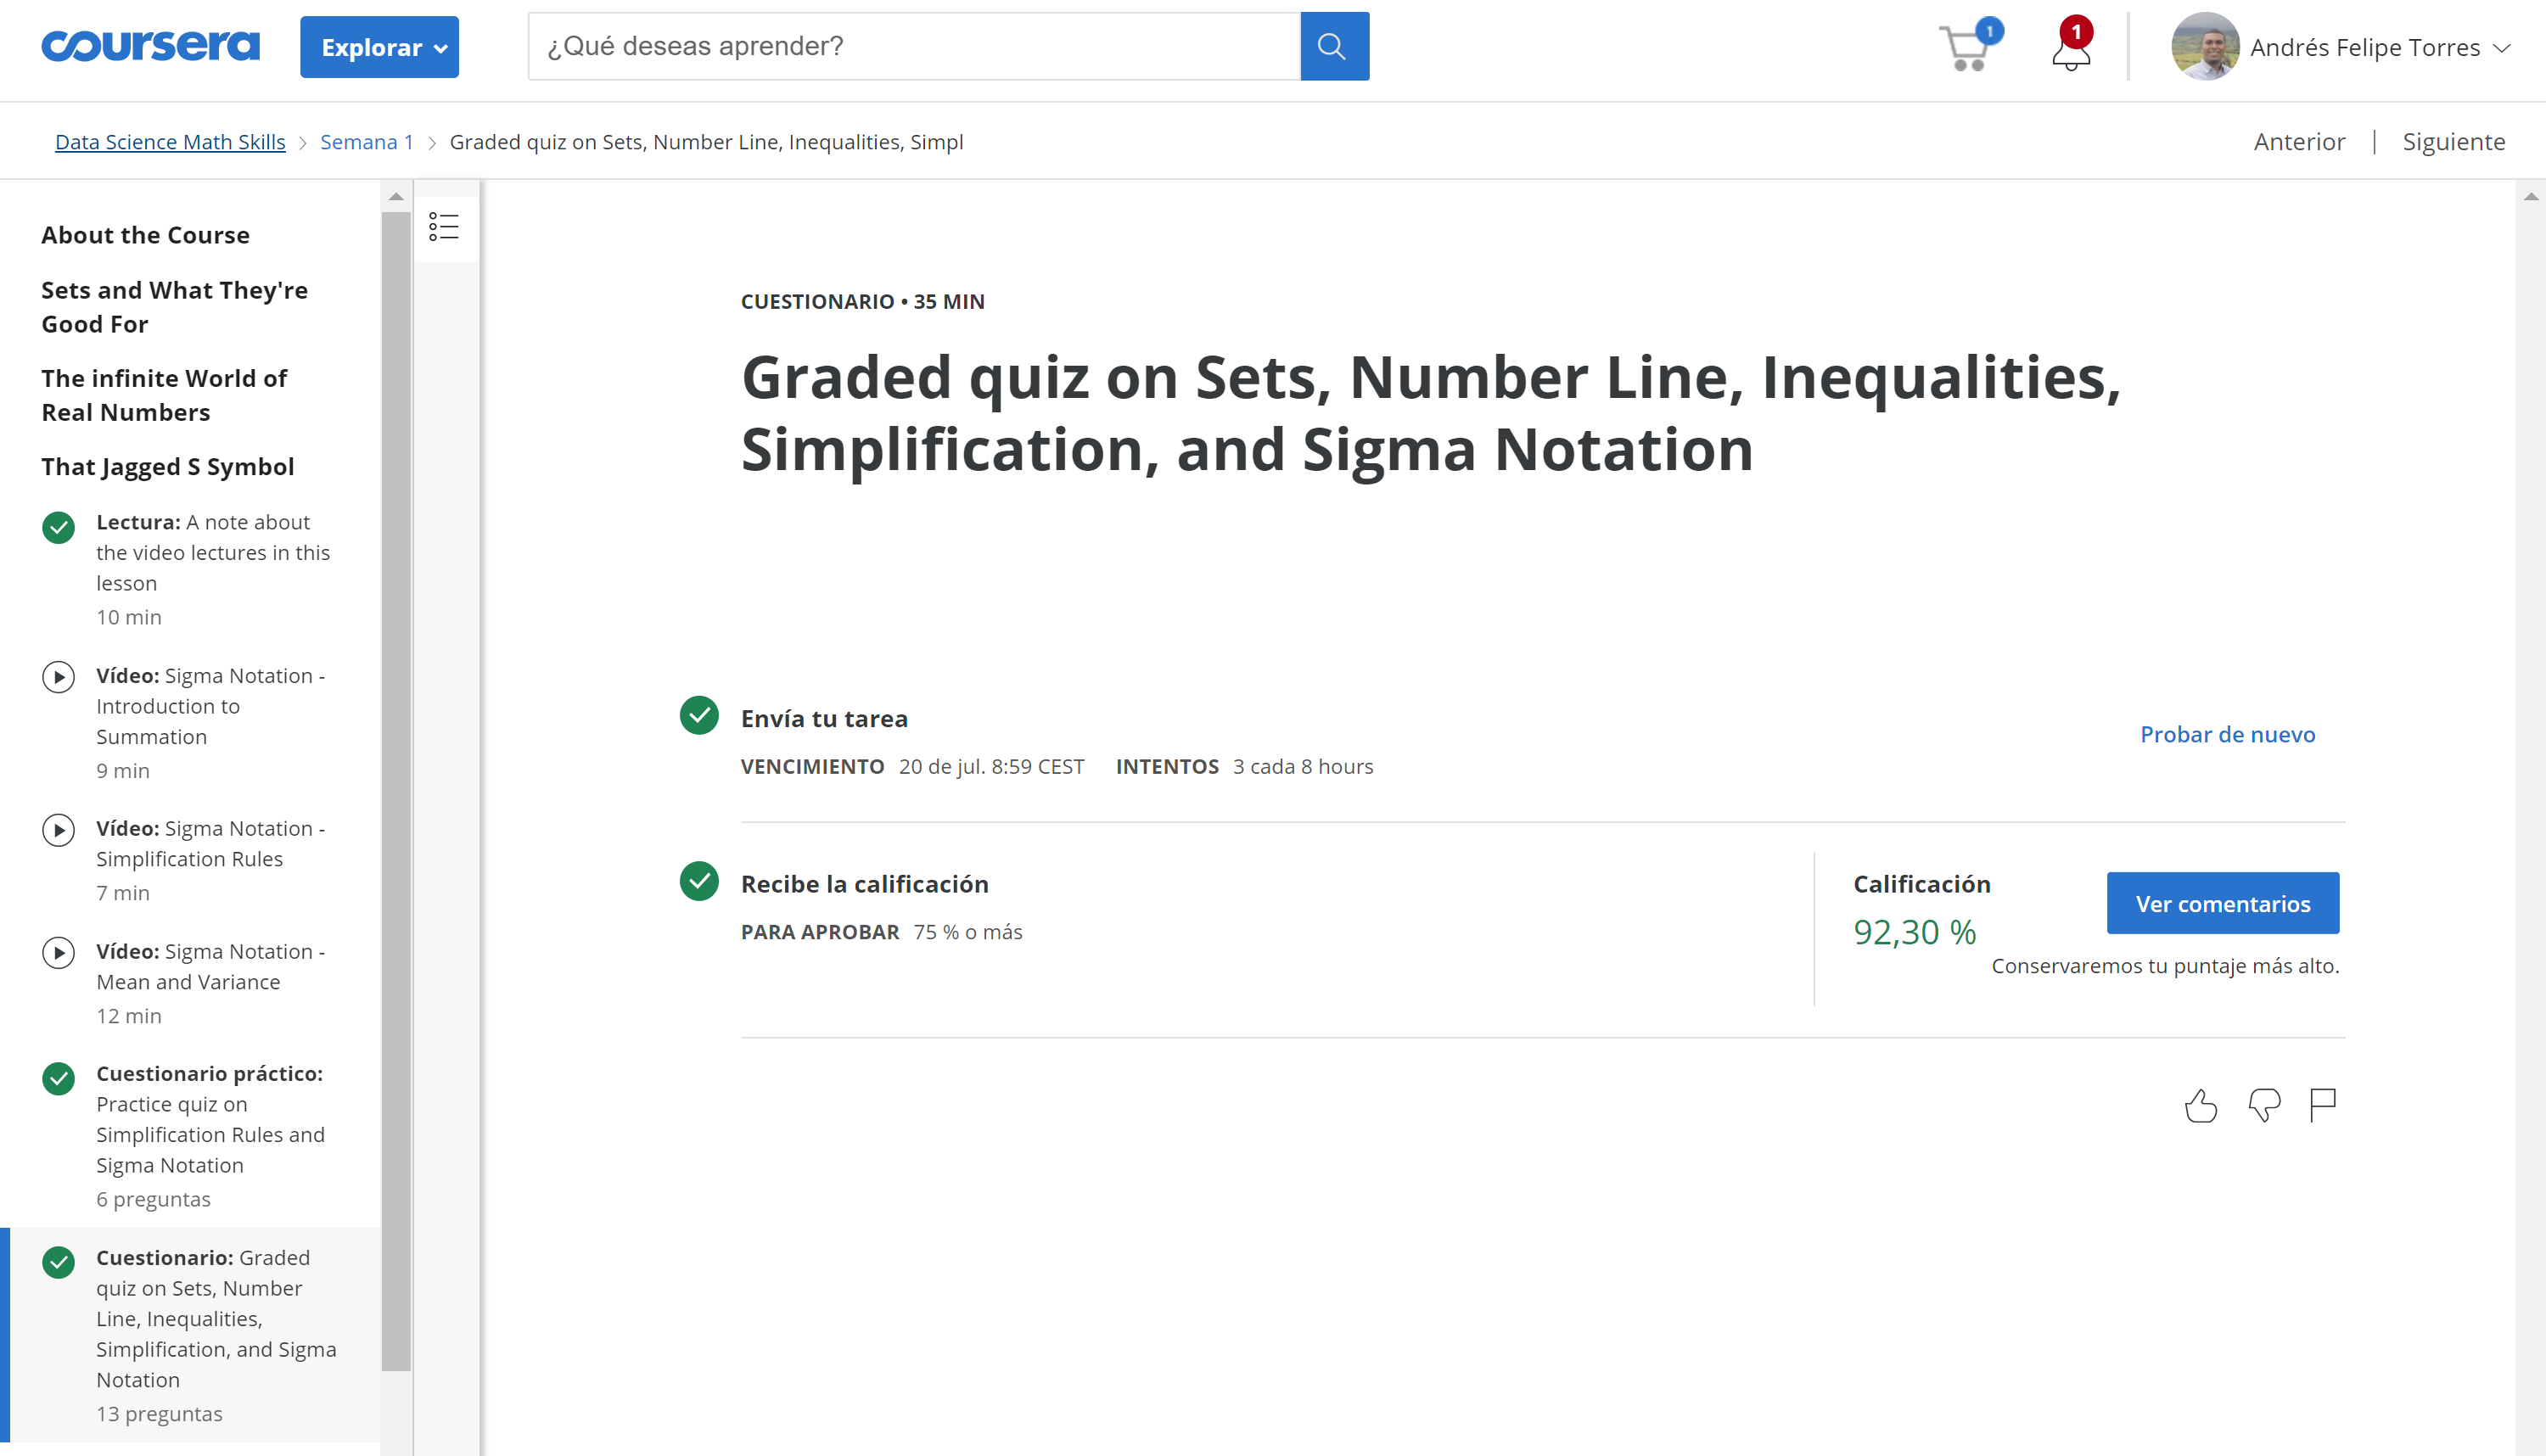 coursera
Explorar
¿Qué deseas aprender?
1
1
Andrés Felipe Torres
Data Science Math Skills
Semana 1
Graded quiz on Sets, Number Line, Inequalities, Simpl
Anterior | Siguiente
About the Course
Sets and What They're
Good For
The infinite World of
Real Numbers
That Jagged S Symbol
Lectura: A note about
the video lectures in this
lesson
10 min
Vídeo: Sigma Notation -
Introduction to
Summation
9 min
Vídeo: Sigma Notation -
Simplification Rules
7 min
Vídeo: Sigma Notation -
Mean and Variance
12 min
Cuestionario práctico:
Practice quiz on
Simplification Rules and
Sigma Notation
6 preguntas
Cuestionario: Graded
quiz on Sets, Number
Line, Inequalities,
Simplification, and Sigma
Notation
13 preguntas
CUESTIONARIO • 35 MIN
Graded quiz on Sets, Number Line, Inequalities,
Simplification, and Sigma Notation
Envía tu tarea
VENCIMIENTO 20 de jul. 8:59 CEST INTENTOS 3 cada 8 hours
Probar de nuevo
Recibe la calificación
PARA APROBAR 75 % o más
Calificación
92,30 %
Ver comentarios
Conservaremos tu puntaje más alto.